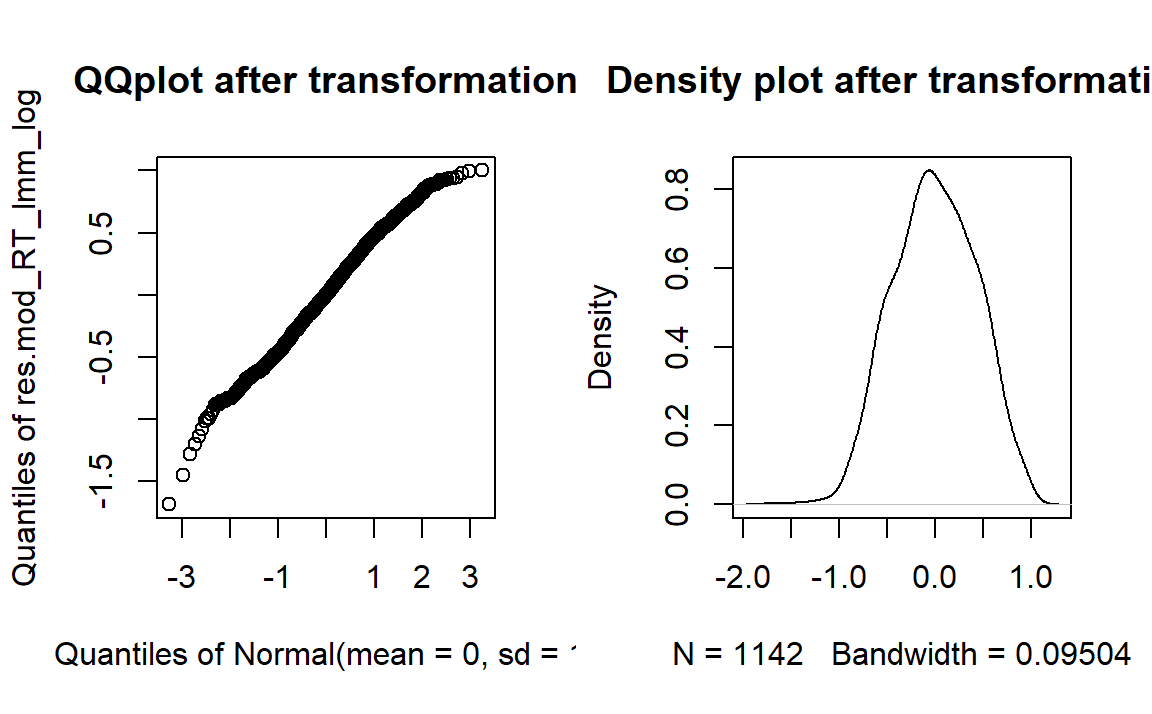 QQplot after transformation
Quantiles of res.mod_RT_lmm_log
0.5
-0.5
-1.5
-3
-1
1
2
3
Quantiles of Normal(mean = 0, sd =
Density plot after transformati
Density
0.8
0.6
0.4
0.2
0.0
-2.0
-1.0
0.0
1.0
N = 1142 Bandwidth = 0.09504